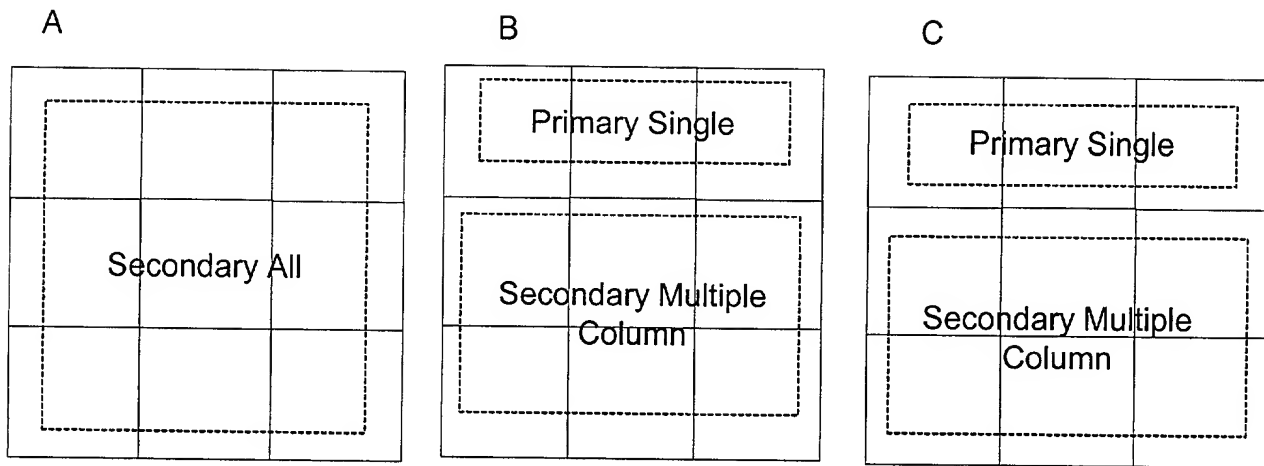 A
Secondary All
B
Primary Single
Secondary Multiple
Column
C
Primary Single
Secondary Multiple
Column